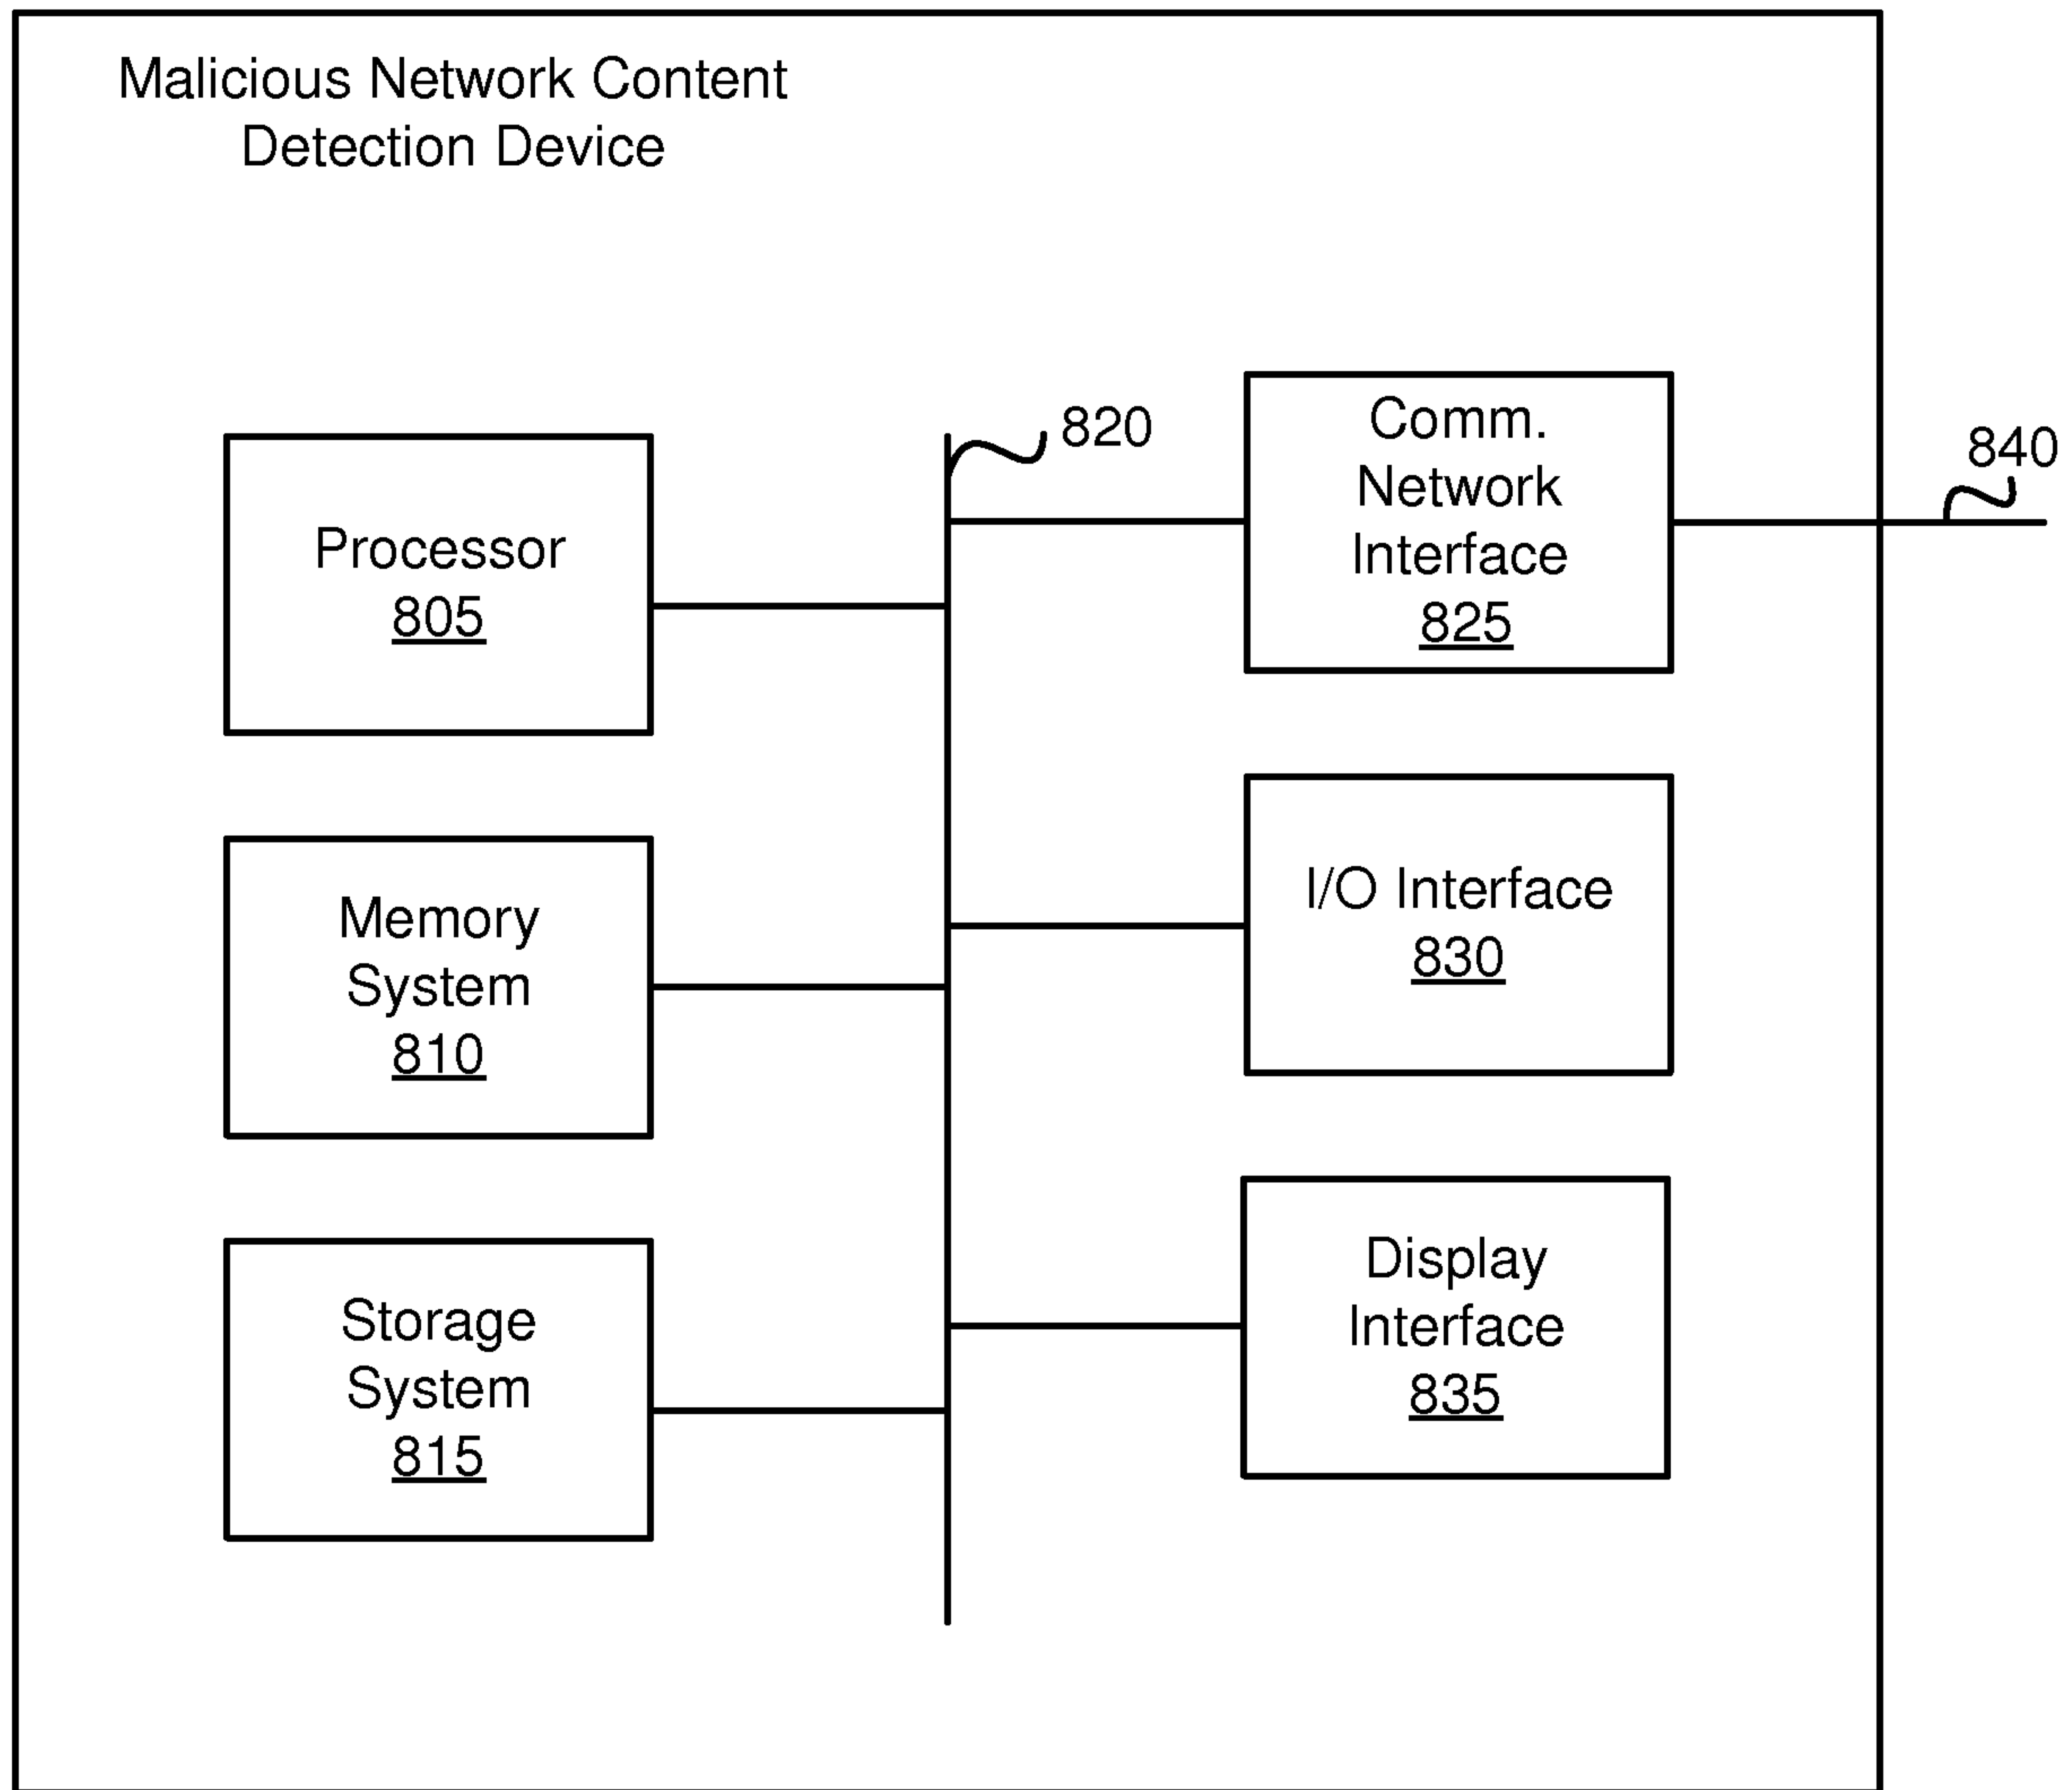 Malicious Network Content
Detection Device
Processor
805
Memory
System
810
Storage
System
815
820
Comm.
Network
Interface
825
840
I/O Interface
830
Display
Interface
835